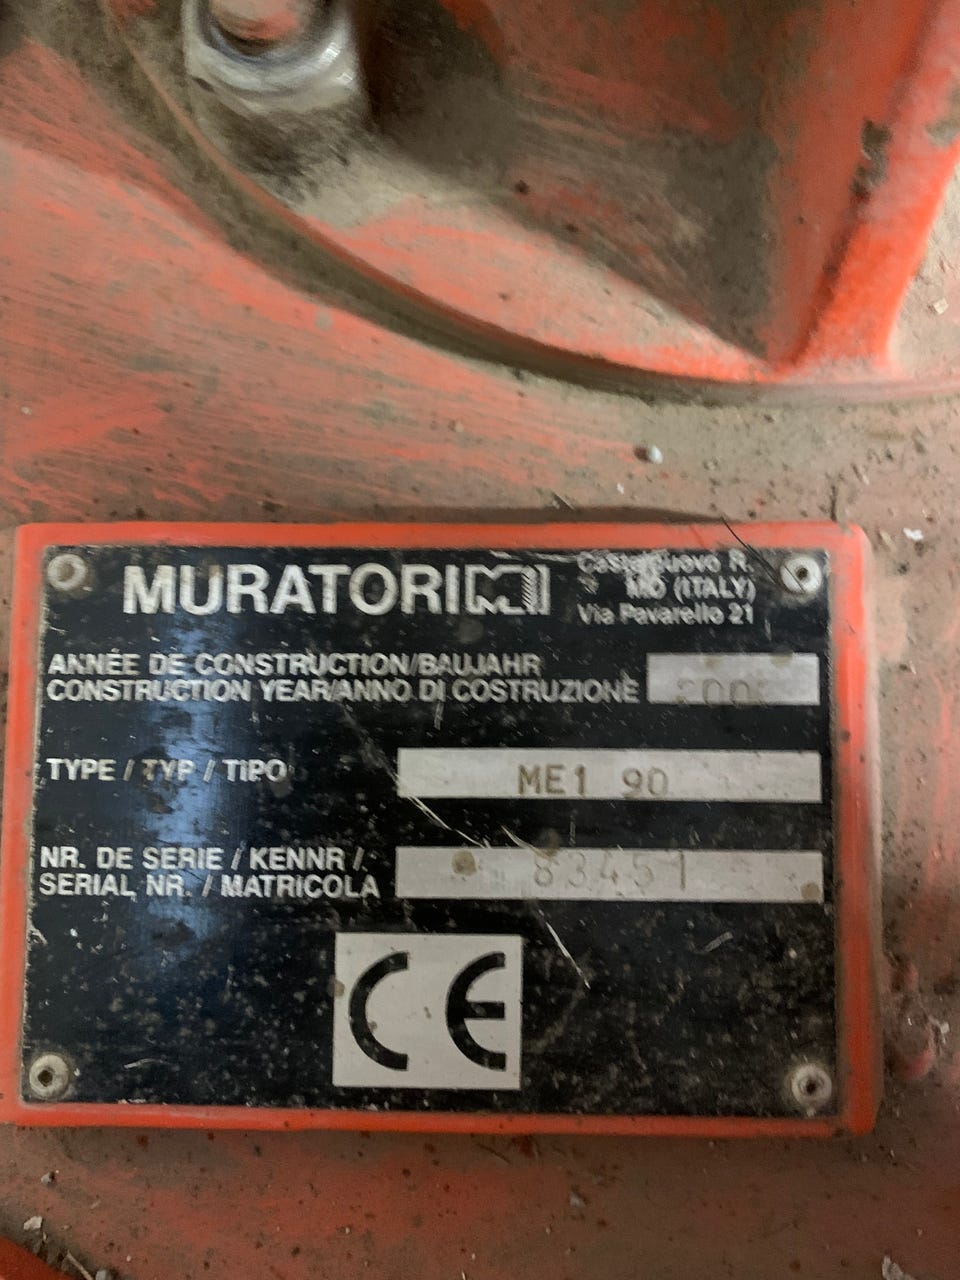 MURATORI M
Castelnuovo R.
MO (ITALY)
Via Pavarello 21
ANNÉE DE CONSTRUCTION/BAUJAHR
CONSTRUCTION YEAR/ANNO DI COSTRUZIONE
TYPE / TYP / TIPO ME1 90
NR. DE SERIE / KENNR /
SERIAL NR. / MATRICOLA 83451
CE